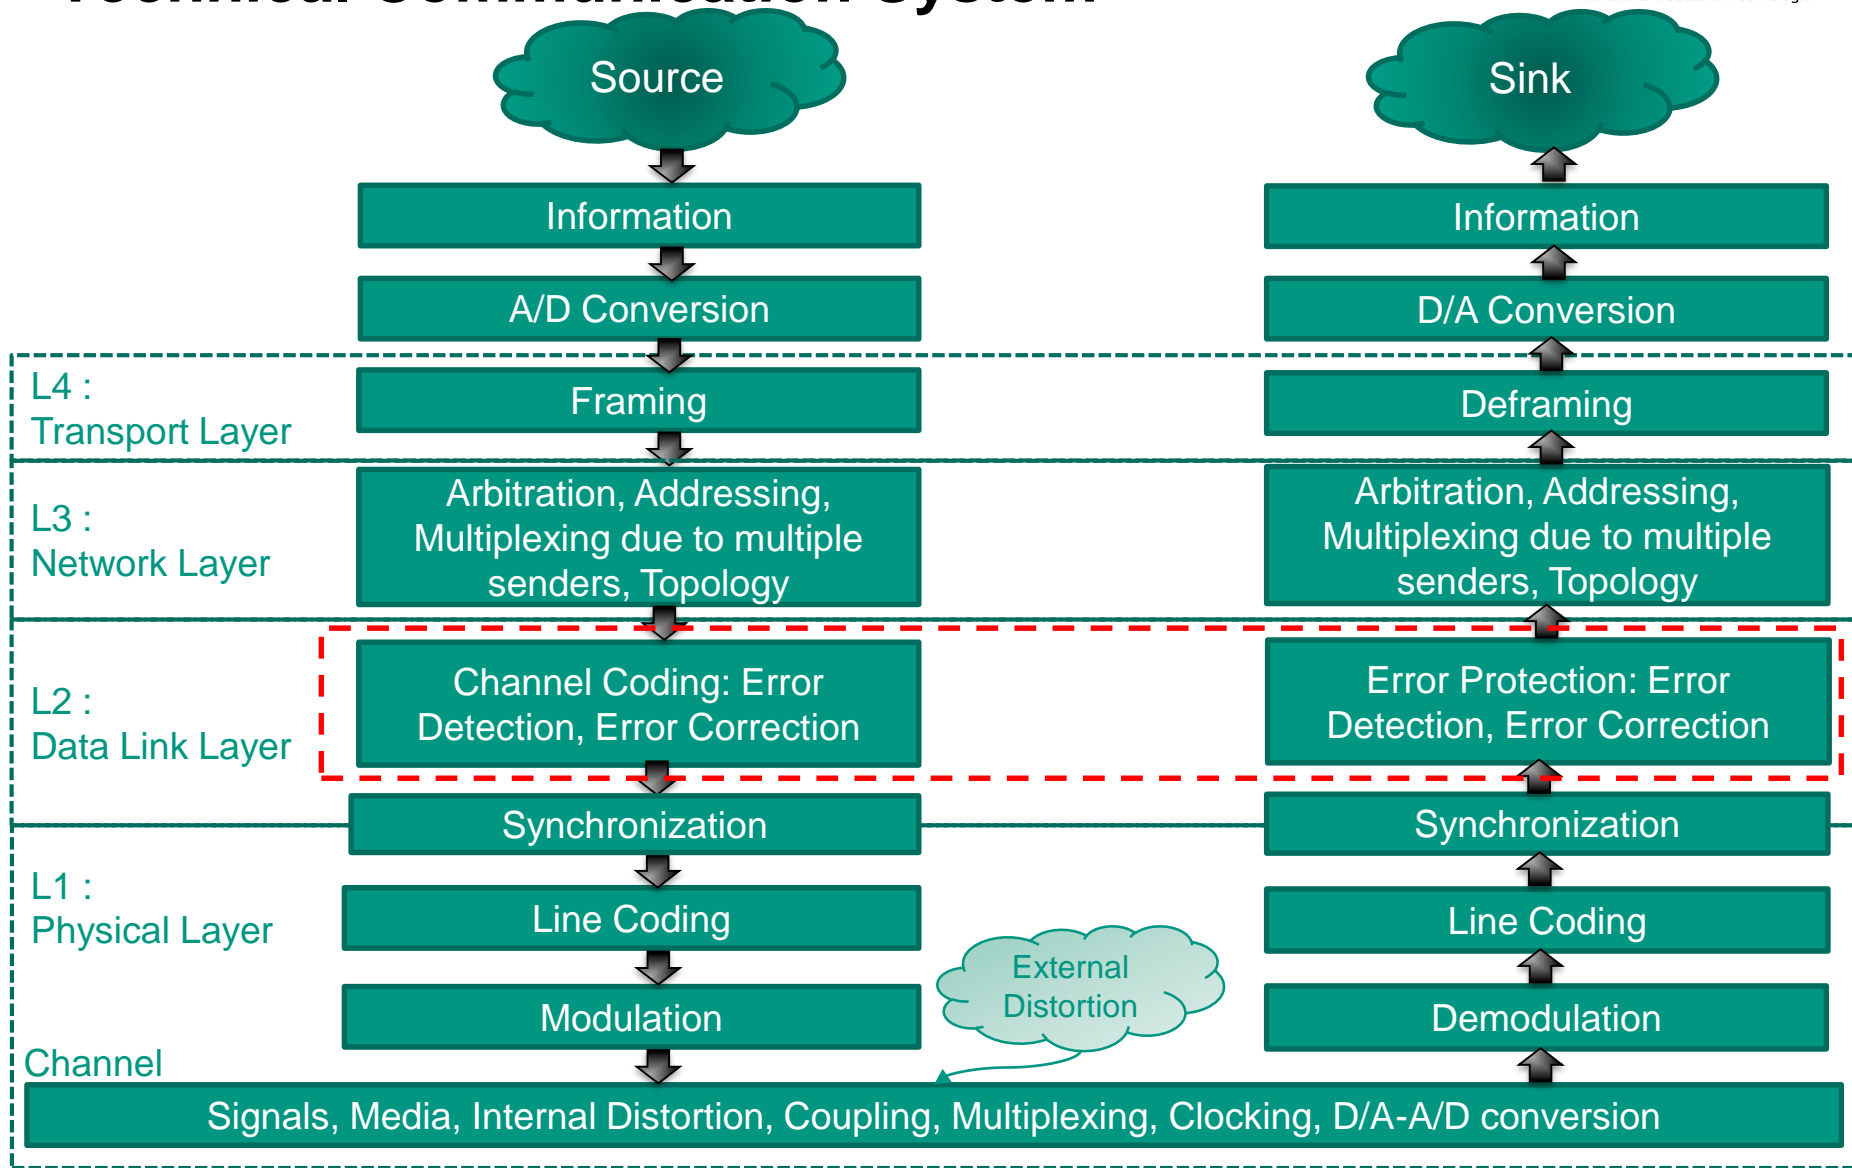 Technical Communication System
Source
Sink
Information
Information
A/D Conversion
D/A Conversion
L4 :
Transport Layer
Framing
Deframing
L3 :
Network Layer
Arbitration, Addressing,
Multiplexing due to multiple
senders, Topology
Arbitration, Addressing,
Multiplexing due to multiple
senders, Topology
L2 :
Data Link Layer
Channel Coding: Error
Detection, Error Correction
Error Protection: Error
Detection, Error Correction
Synchronization
Synchronization
L1 :
Physical Layer
Line Coding
Line Coding
External
Distortion
Modulation
Demodulation
Channel
Signals, Media, Internal Distortion, Coupling, Multiplexing, Clocking, D/A-A/D conversion